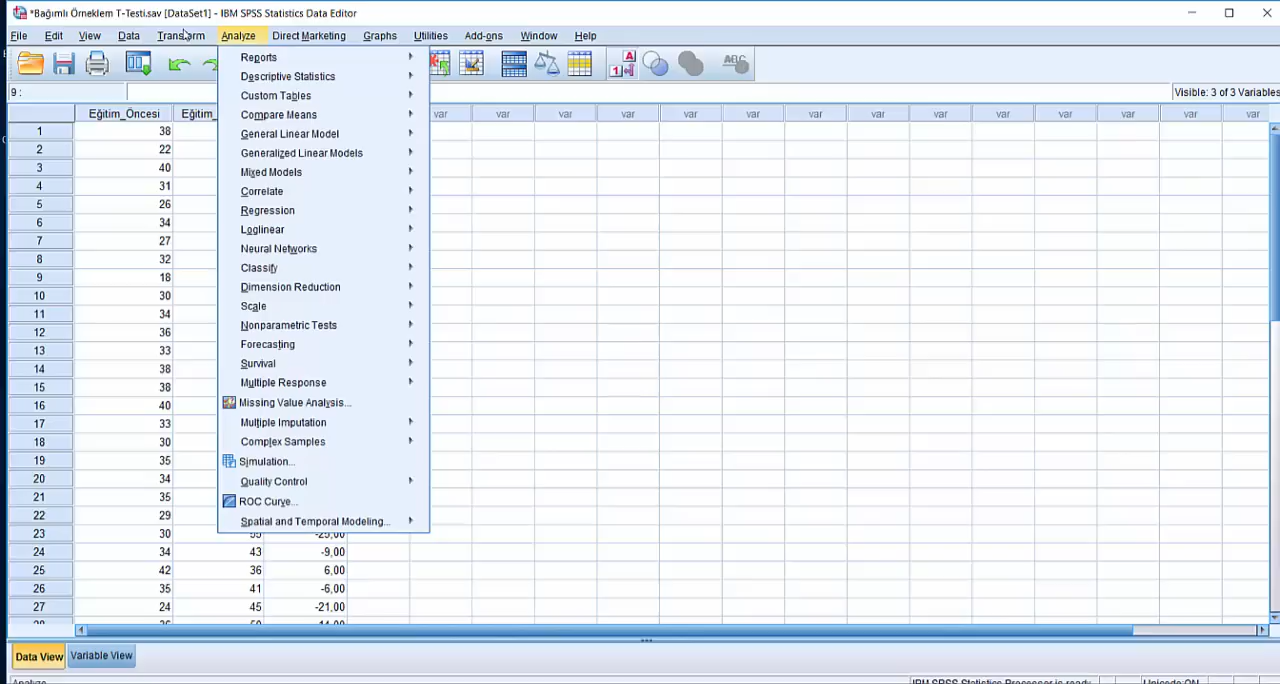 *Bağımlı Örneklem T-Testi.sav [DataSet1] - IBM SPSS Statistics Data Editor
File Edit View Data Transform Analyze Direct Marketing Graphs Utilities Add-ons Window Help
9 :
Visible: 3 of 3 Variables
Eğitim_Öncesi Eğitim_ var var var var var var var var var var var var var var
Reports
Descriptive Statistics
Custom Tables
Compare Means
General Linear Model
Generalized Linear Models
Mixed Models
Correlate
Regression
Loglinear
Neural Networks
Classify
Dimension Reduction
Scale
Nonparametric Tests
Forecasting
Survival
Multiple Response
Missing Value Analysis...
Multiple Imputation
Complex Samples
Simulation...
Quality Control
ROC Curve...
Spatial and Temporal Modeling...
1 38
2 22
3 40
4 31
5 26
6 34
7 27
8 32
9 18
10 30
11 34
12 36
13 33
14 38
15 38
16 40
17 33
18 30
19 35
20 34
21 35
22 29
23 30 55 -25,00
24 34 43 -9,00
25 42 36 6,00
26 35 41 -6,00
27 24 45 -21,00
Data View Variable View
Analyze
IBM SPSS Statistics Processor is ready
Unicode:ON